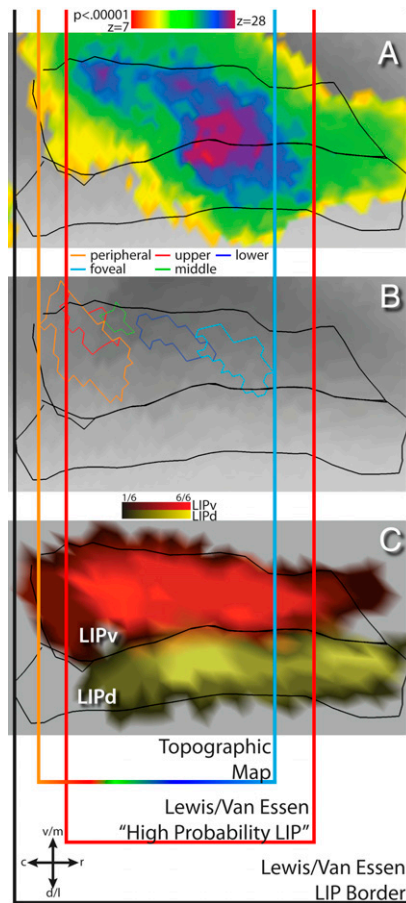 p<.00001
z=7
z=28
A
peripheral upper lower
foveal middle
B
1/6 6/6
LIPv
LIPd
C
LIPv
LIPd
Topographic
Map
Lewis/Van Essen
“High Probability LIP”
v/m
c r
d/l
Lewis/Van Essen
LIP Border